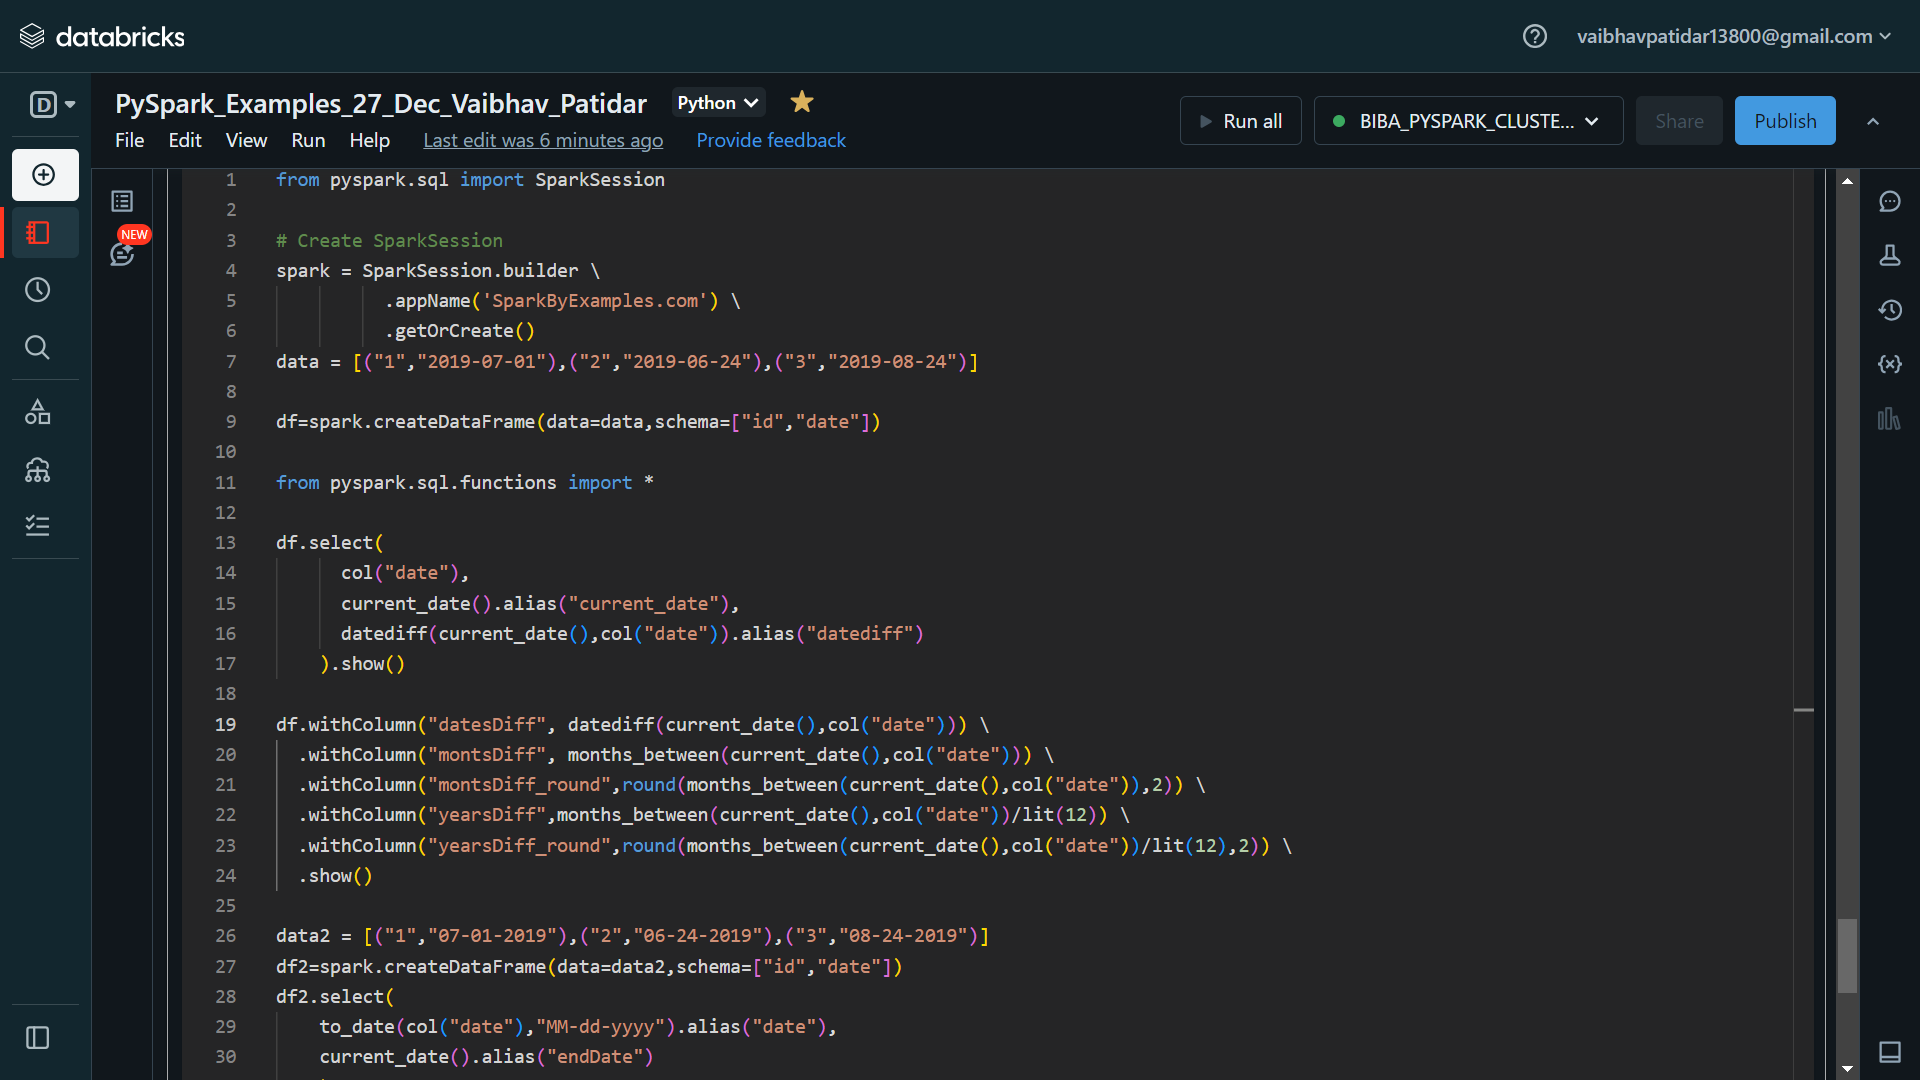 databricks
vaibhavpatidar13800@gmail.com
D
PySpark_Examples_27_Dec_Vaibhav_Patidar Python
File Edit View Run Help Last edit was 6 minutes ago Provide feedback
Run all BIBA_PYSPARK_CLUSTE... Share Publish
NEW
1 from pyspark.sql import SparkSession
2
3 # Create SparkSession
4 spark = SparkSession.builder \
5 .appName('SparkByExamples.com') \
6 .getOrCreate()
7 data = [("1","2019-07-01"),("2","2019-06-24"),("3","2019-08-24")]
8
9 df=spark.createDataFrame(data=data,schema=["id","date"])
10
11 from pyspark.sql.functions import *
12
13 df.select(
14 col("date"),
15 current_date().alias("current_date"),
16 datediff(current_date(),col("date")).alias("datediff")
17 ).show()
18
19 df.withColumn("datesDiff", datediff(current_date(),col("date"))) \
20 .withColumn("montsDiff", months_between(current_date(),col("date"))) \
21 .withColumn("montsDiff_round",round(months_between(current_date(),col("date")),2)) \
22 .withColumn("yearsDiff",months_between(current_date(),col("date"))/lit(12)) \
23 .withColumn("yearsDiff_round",round(months_between(current_date(),col("date"))/lit(12),2)) \
24 .show()
25
26 data2 = [("1","07-01-2019"),("2","06-24-2019"),("3","08-24-2019")]
27 df2=spark.createDataFrame(data=data2,schema=["id","date"])
28 df2.select(
29 to_date(col("date"),"MM-dd-yyyy").alias("date"),
30 current_date().alias("endDate")